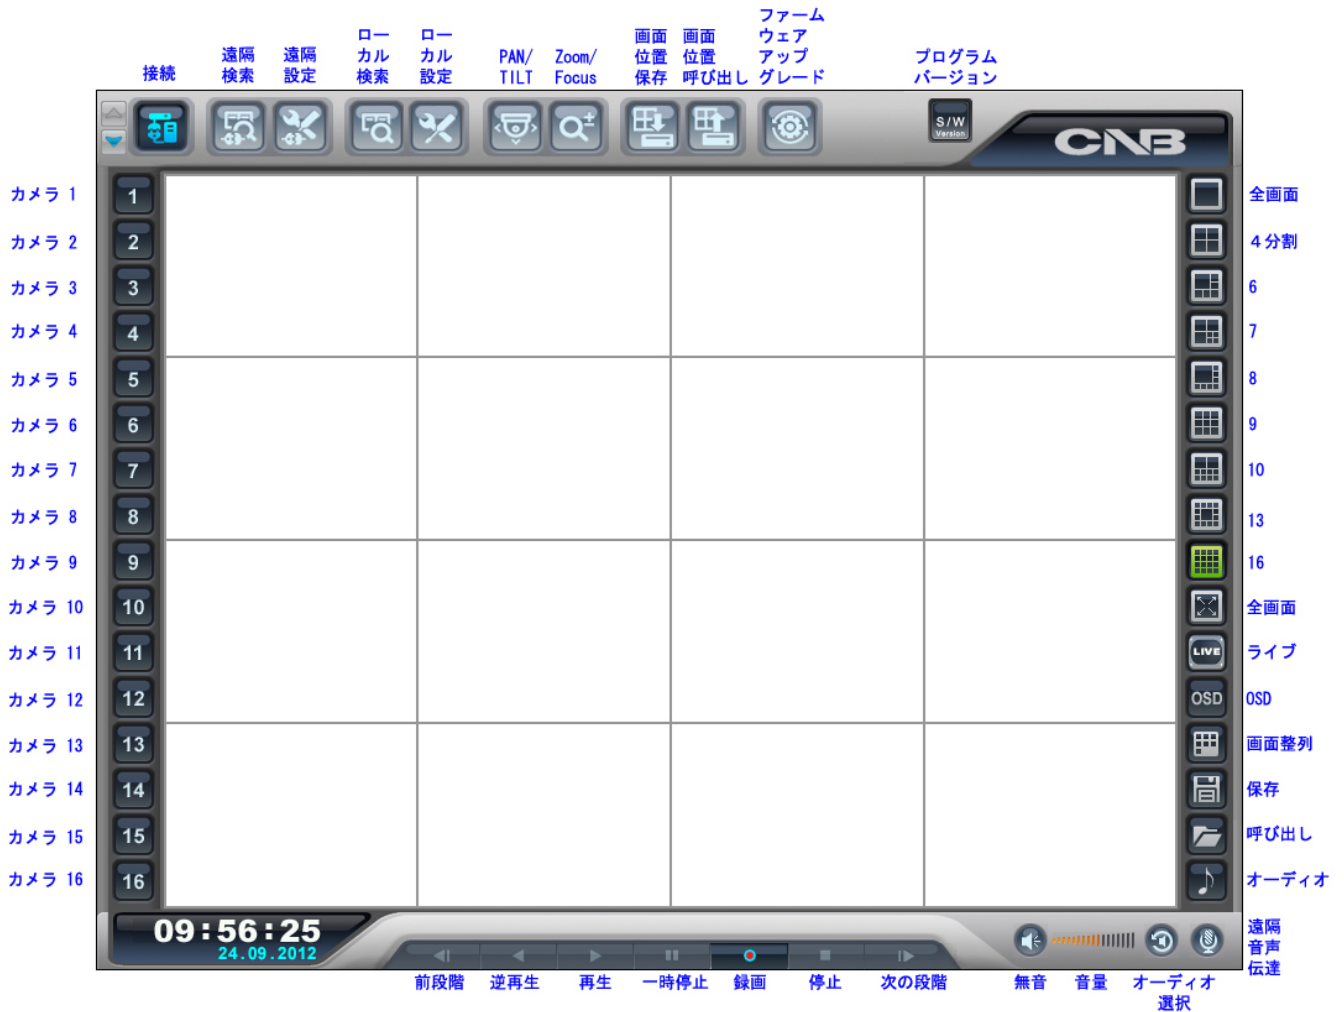 ファーム
ロー ロー 画面 画面 ウェア
遠隔 遠隔 カル カル PAN/ Zoom/ 位置 位置 アップ プログラム
接続 検索 設定 検索 設定 TILT Focus 保存 呼び出し グレード バージョン
S/W
Version
CNB
カメラ 1 1 全画面
カメラ 2 2 4分割
カメラ 3 3 6
カメラ 4 4 7
カメラ 5 5 8
カメラ 6 6 9
カメラ 7 7 10
カメラ 8 8 13
カメラ 9 9 16
カメラ 10 10 全画面
カメラ 11 11 LIVE ライブ
カメラ 12 12 OSD OSD
カメラ 13 13 画面整列
カメラ 14 14 保存
カメラ 15 15 呼び出し
カメラ 16 16 オーディオ
09:56:25
24.09.2012
遠隔
音声
伝達
前段階 逆再生 再生 一時停止 録画 停止 次の段階 無音 音量 オーディオ
選択